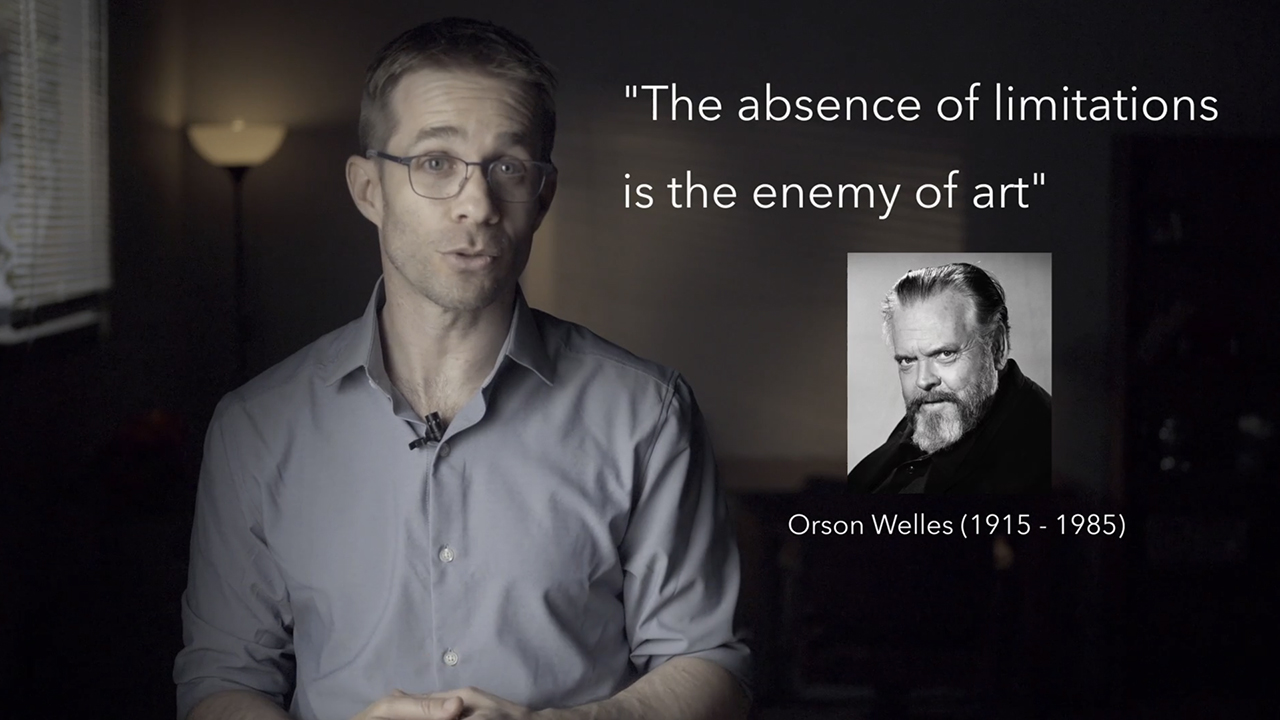 "The absence of limitations
is the enemy of art"
Orson Welles (1915 - 1985)